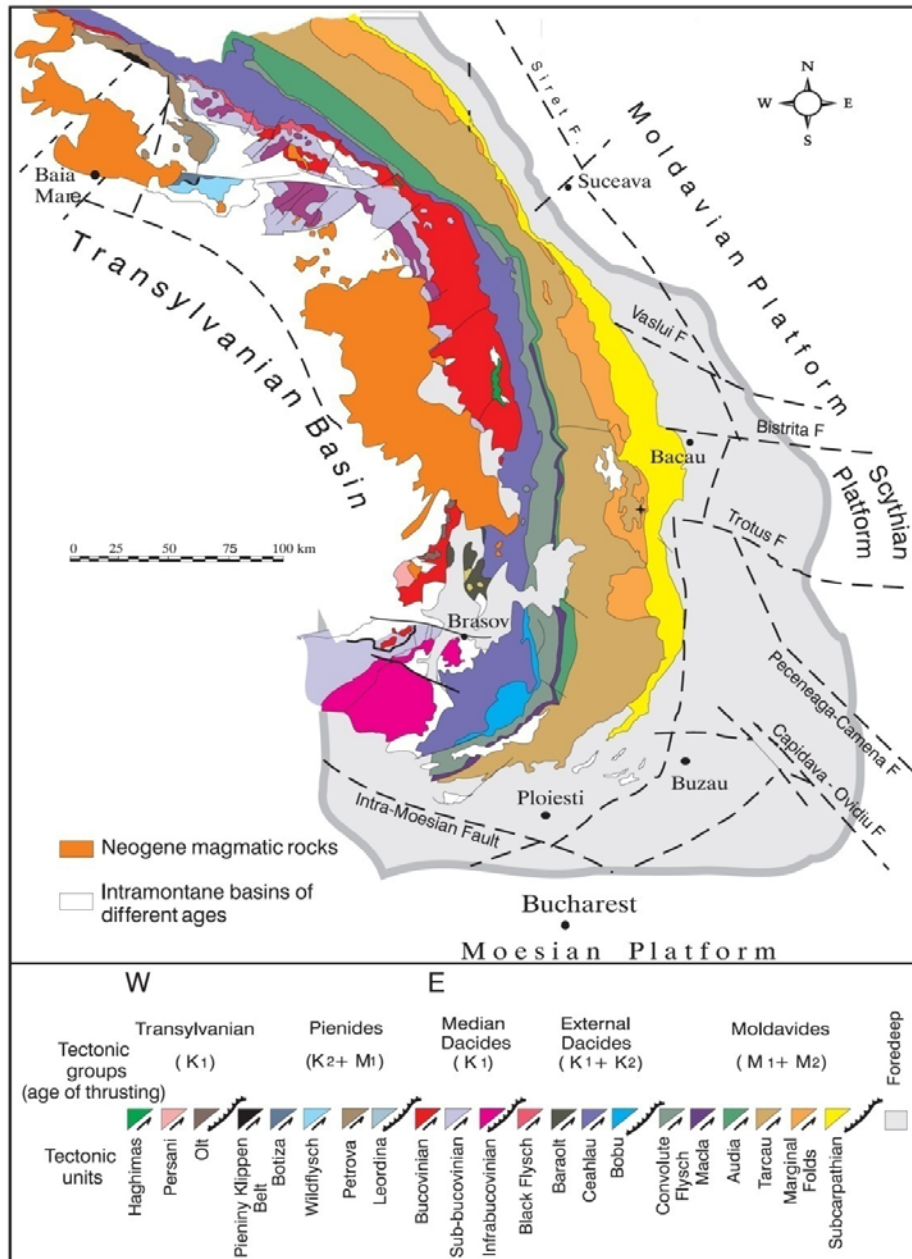 N
W E
S
Siret F.
Moldavian Platform
Suceava
Baia
Mare
Transylvanian Basin
Vaslui F
Bistrita F
Bacau
Scythian
Platform
Trotus F
0 25 50 75 100 km
Brasov
Peceneaga-Camena F
Capidava - Ovidiu F
Buzau
Ploiesti
Intra-Moesian Fault
Neogene magmatic rocks
Intramontane basins of
different ages
Bucharest
Moesian Platform
W E
Tectonic
groups
(age of thrusting)
Transylvanian
(K1)
Pienides
(K2+ M1)
Median
Dacides
(K1)
External
Dacides
(K1+ K2)
Moldavides
(M1+ M2)
Foredeep
Tectonic
units
Haghimas
Persani
Olt
Pieniny Klippen
Belt
Botiza
Wildflysch
Petrova
Leordina
Bucovinian
Sub-bucovinian
Infrabucovinian
Black Flysch
Baraolt
Ceahlau
Bobu
Convolute
Flysch
Macla
Audia
Tarcau
Marginal
Folds
Subcarpathian